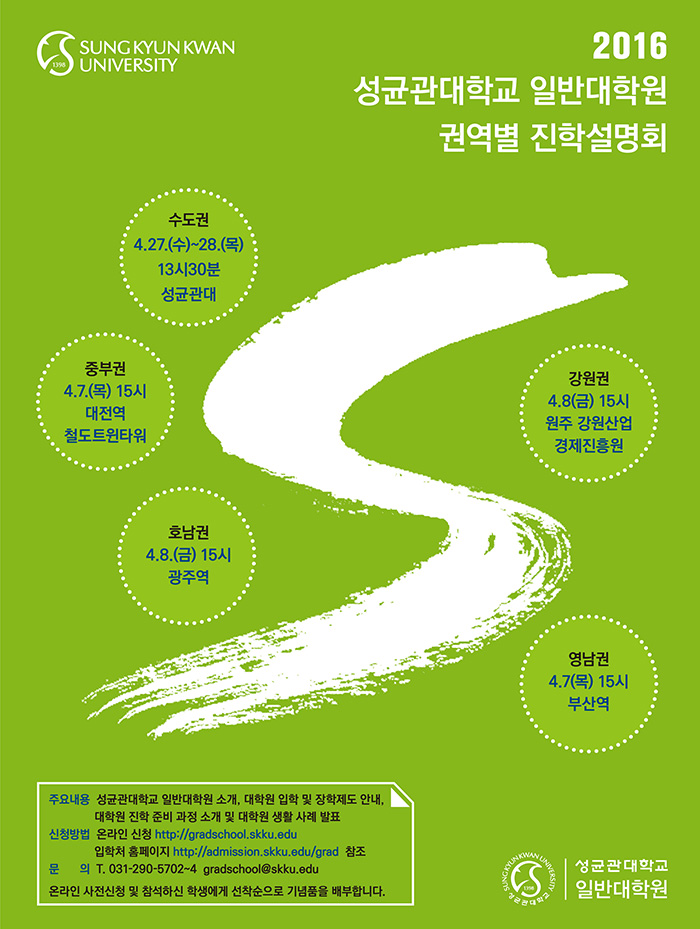 SUNG KYUN KWAN
UNIVERSITY
1398
2016
성균관대학교 일반대학원
권역별 진학설명회
수도권
4.27.(수)~28.(목)
13시30분
성균관대
중부권
4.7.(목) 15시
대전역
철도트윈타워
강원권
4.8(금) 15시
원주 강원산업
경제진흥원
호남권
4.8.(금) 15시
광주역
영남권
4.7(목) 15시
부산역
주요내용 성균관대학교 일반대학원 소개, 대학원 입학 및 장학제도 안내,
대학원 진학 준비 과정 소개 및 대학원 생활 사례 발표
신청방법 온라인 신청 http://gradschool.skku.edu
입학처 홈페이지 http://admission.skku.edu/grad 참조
문 의 T. 031-290-5702~4 gradschool@skku.edu
온라인 사전신청 및 참석하신 학생에게 선착순으로 기념품을 배부합니다.
SUNGKYUNKWAN UNIVERSITY
1398
성균관대학교
성균관대학교
일반대학원